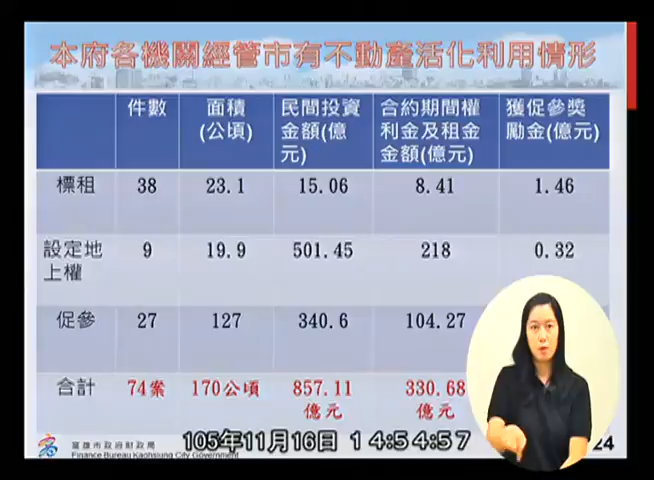 本府各機關經管市有不動產活化利用情形
件數 面積(公頃) 民間投資金額(億元) 合約期間權利金及租金金額(億元) 獲促參獎勵金(億元)
標租 38 23.1 15.06 8.41 1.46
設定地上權 9 19.9 501.45 218 0.32
促參 27 127 340.6 104.27
合計 74案 170公頃 857.11億元 330.68億元
高雄市政府財政局
Finance Bureau Kaohsiung City Government
105年11月16日 14:54:57
24